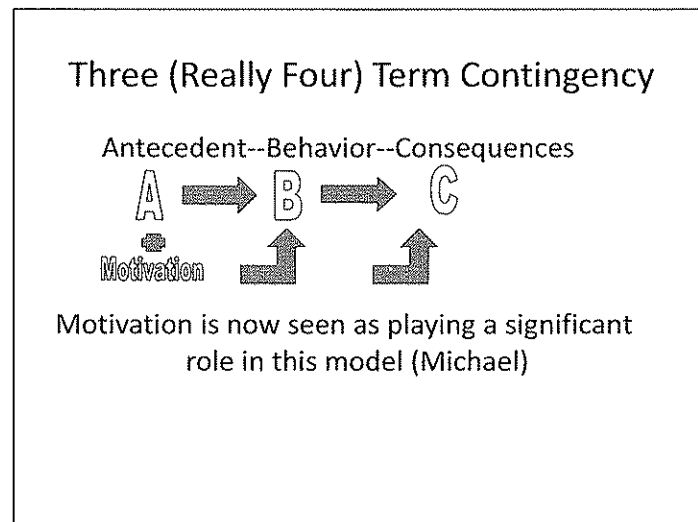 Three (Really Four) Term Contingency
Antecedent--Behavior--Consequences
A B C
Motivation
Motivation is now seen as playing a significant
role in this model (Michael)